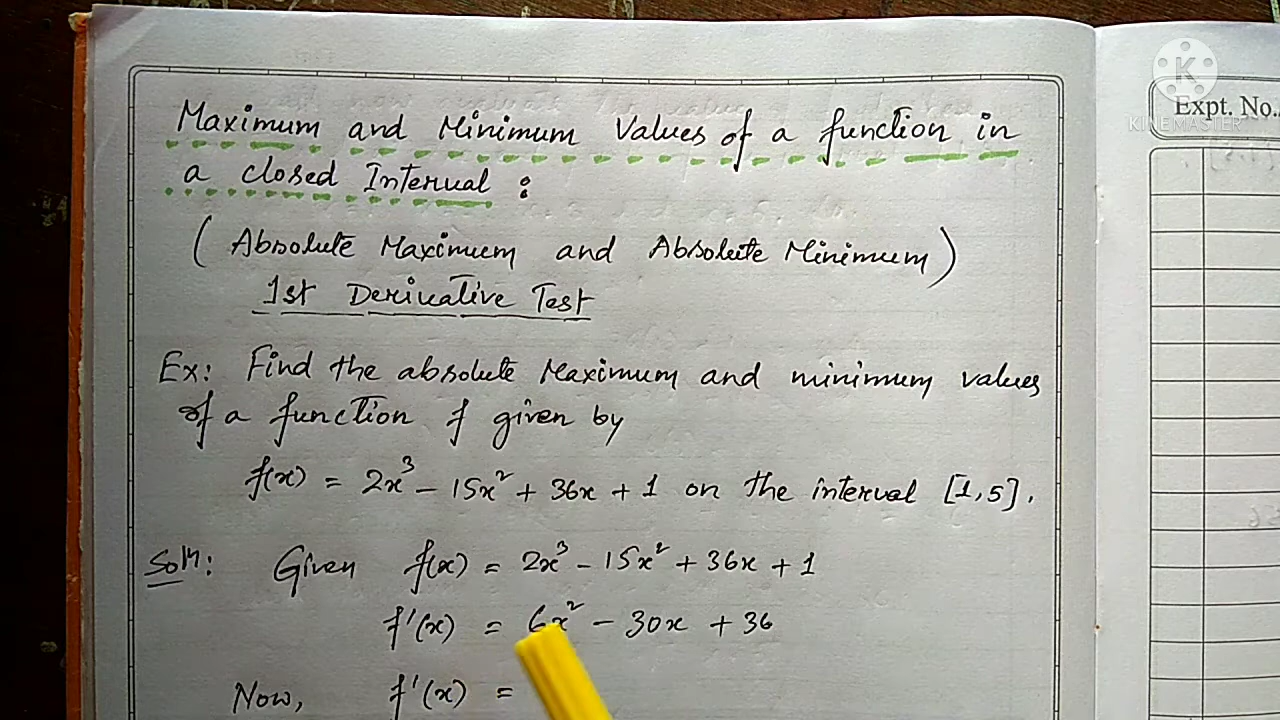 Maximum and Minimum Values of a function in
a closed Interval :
( Absolute Maximum and Absolute Minimum )
1st Derivative Test
Ex: Find the absolute Maximum and minimum values
of a function f given by
f(x) = 2x³ - 15x² + 36x + 1 on the interval [1,5].
Soln: Given f(x) = 2x³ - 15x² + 36x + 1
f'(x) = 6x² - 30x + 36
Now, f'(x) =
K
KINEMASTER
Expt. No..